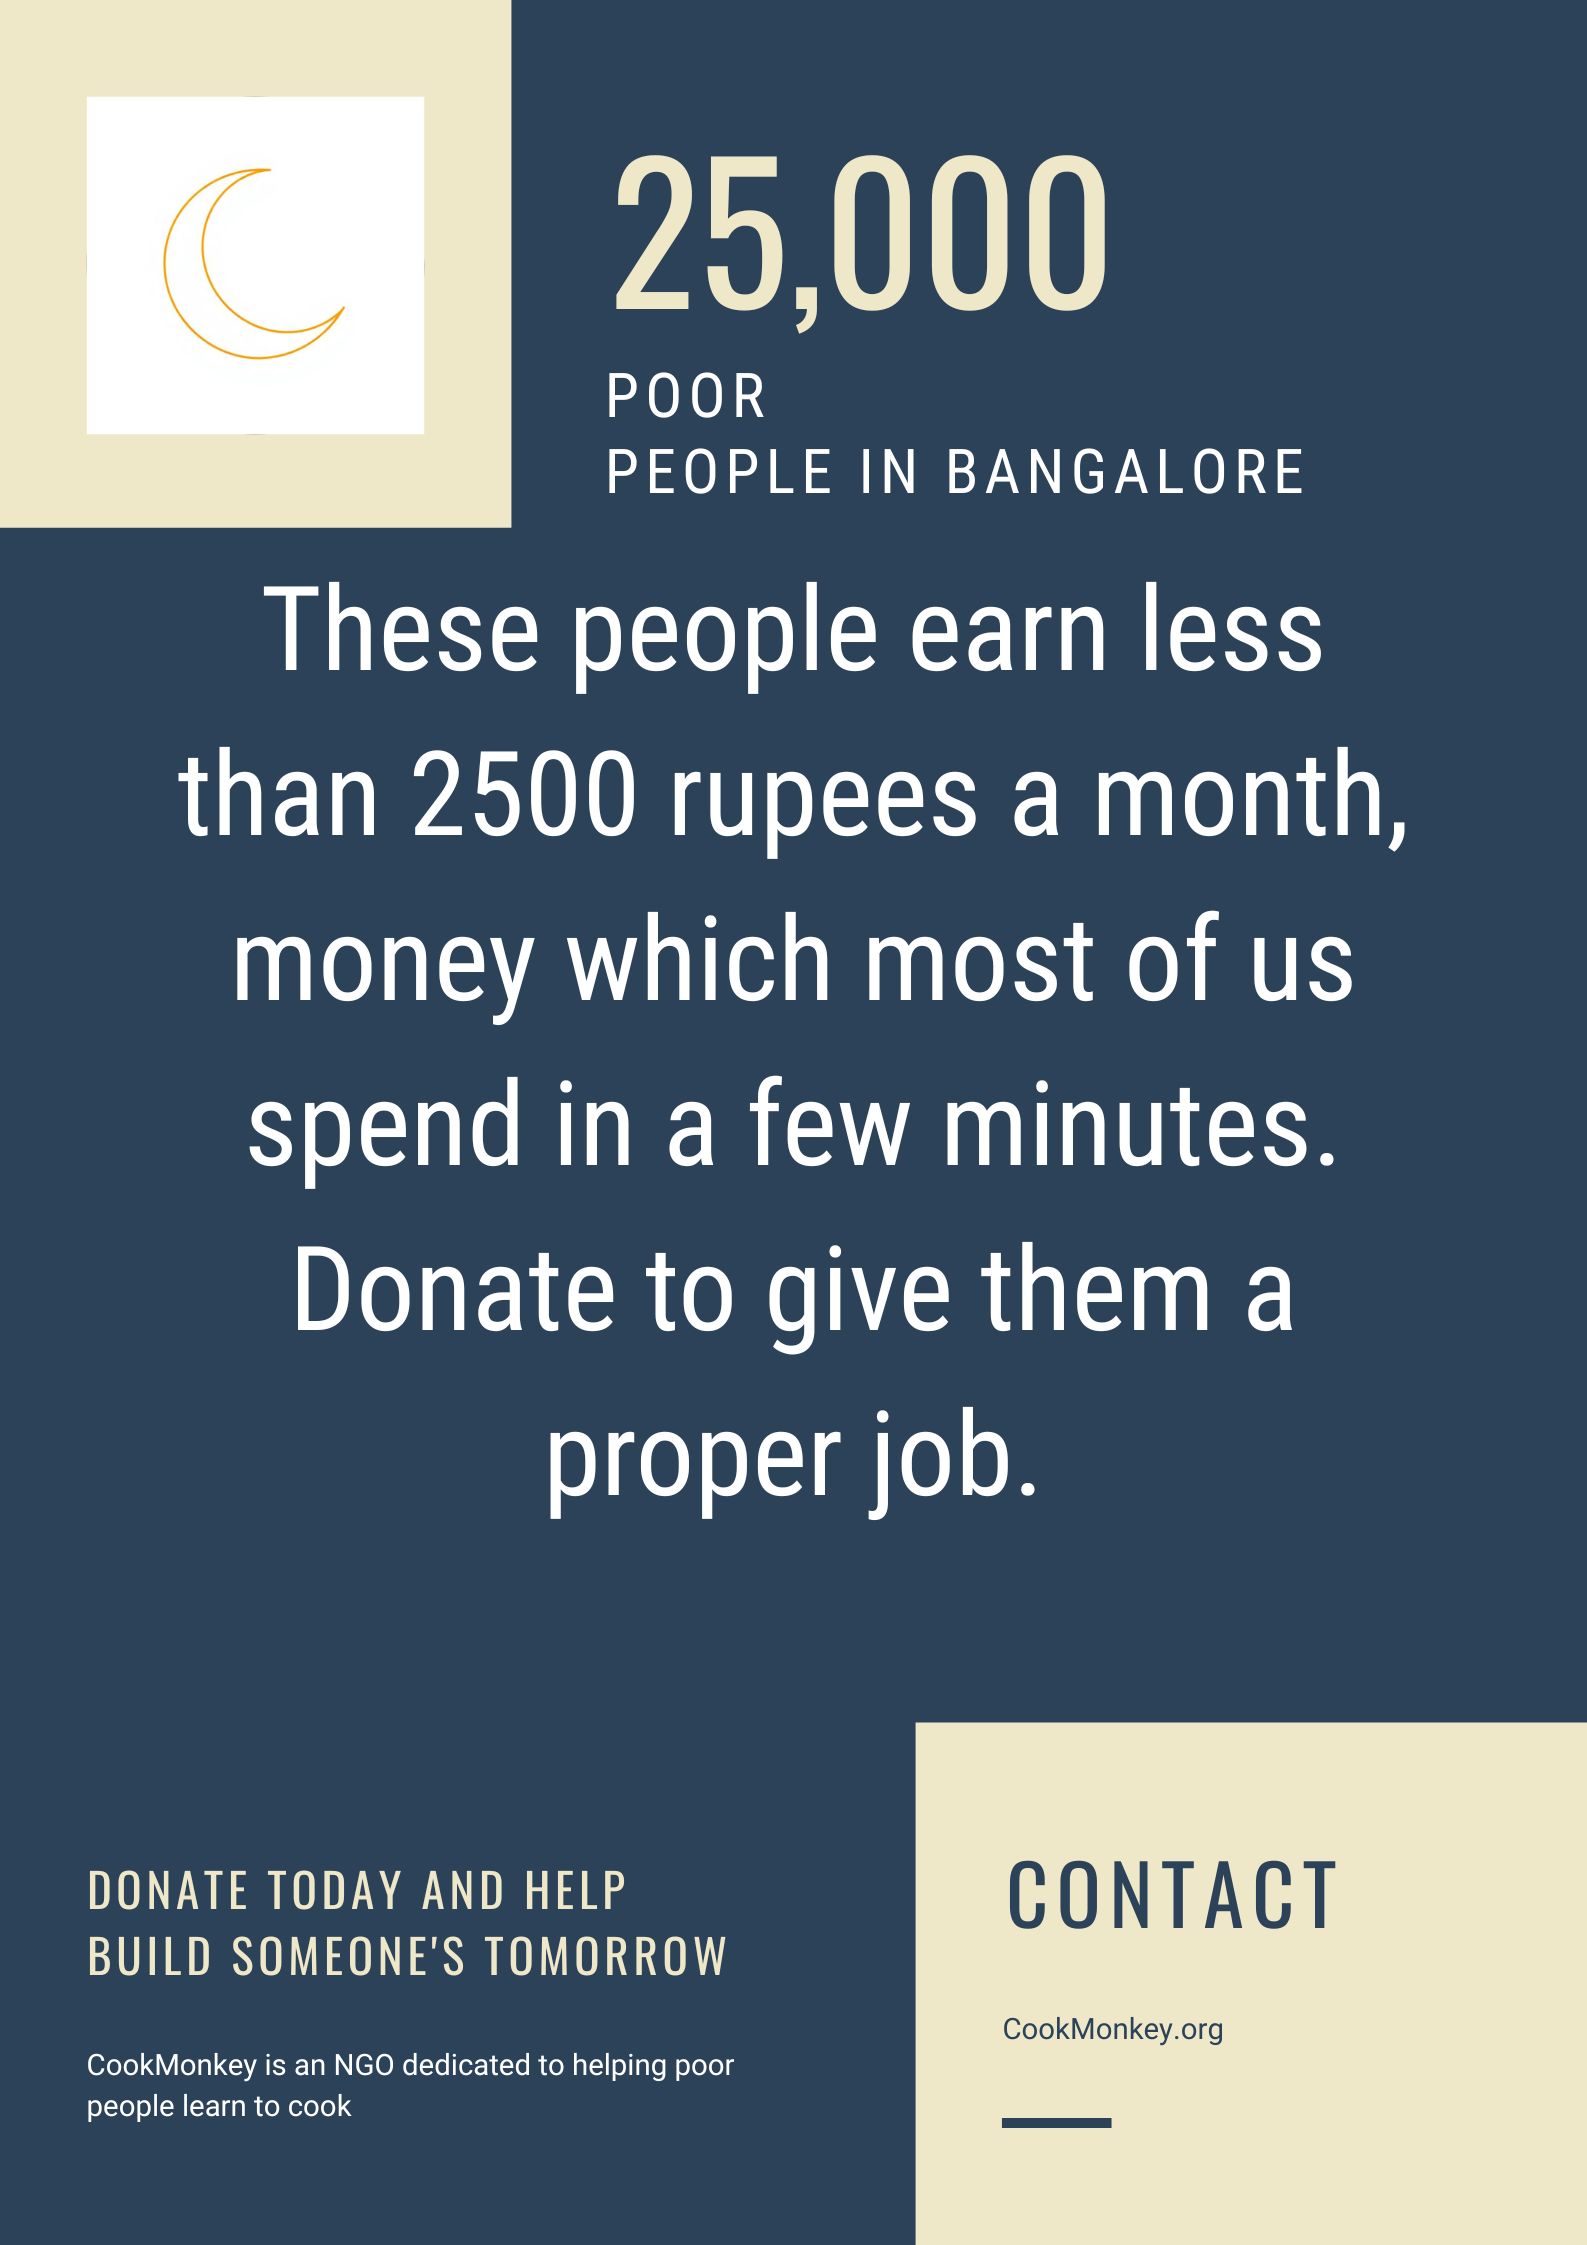 25,000
POOR
PEOPLE IN BANGALORE
These people earn less
than 2500 rupees a month,
money which most of us
spend in a few minutes.
Donate to give them a
proper job.
DONATE TODAY AND HELP
BUILD SOMEONE'S TOMORROW
CookMonkey is an NGO dedicated to helping poor
people learn to cook
CONTACT
CookMonkey.org